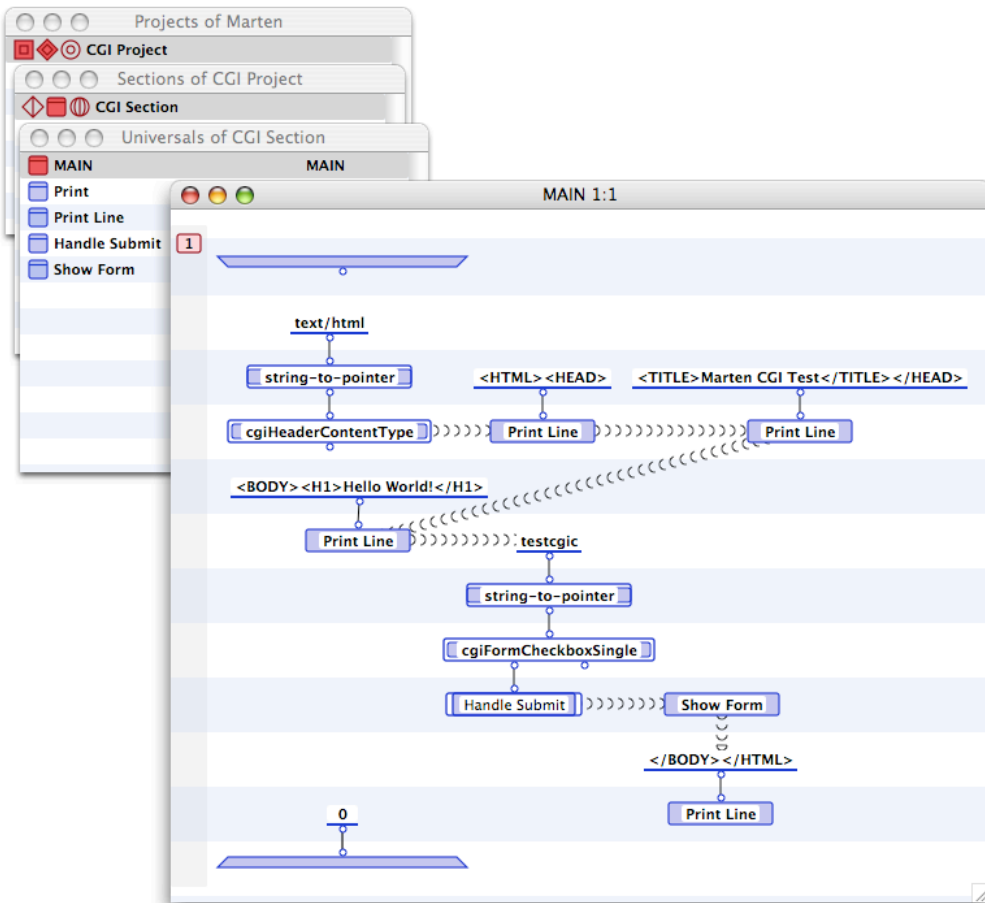 Projects of Marten
CGI Project
Sections of CGI Project
CGI Section
Universals of CGI Section
MAIN MAIN
Print
Print Line
Handle Submit
Show Form
MAIN 1:1
1
text/html
string-to-pointer
<HTML><HEAD>
<TITLE>Marten CGI Test</TITLE></HEAD>
cgiHeaderContentType
Print Line
Print Line
<BODY><H1>Hello World!</H1>
Print Line
testcgic
string-to-pointer
cgiFormCheckboxSingle
Handle Submit
Show Form
</BODY></HTML>
Print Line
0